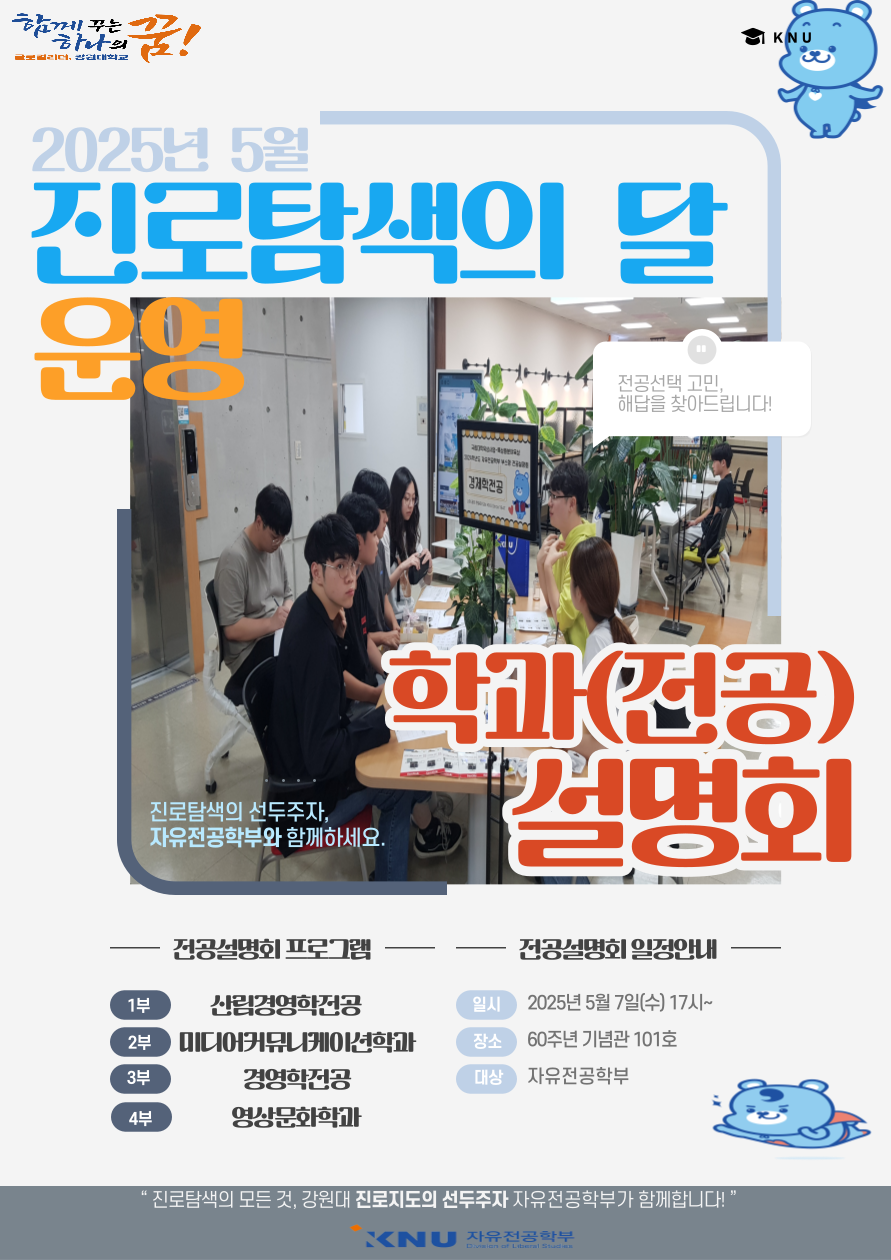 함께 꾸는
하나의 꿈!
글로컬리더, 강원대학교
KNU
2025년 5월
진로탐색의 달
운영
전공선택 고민,
해답을 찾아드립니다!
경제학전공
학과(전공)
설명회
진로탐색의 선두주자,
자유전공학부와 함께하세요.
전공설명회 프로그램
1부 산림경영학전공
2부 미디어커뮤니케이션학과
3부 경영학전공
4부 영상문화학과
전공설명회 일정안내
일시 2025년 5월 7일(수) 17시~
장소 60주년 기념관 101호
대상 자유전공학부
“ 진로탐색의 모든 것, 강원대 진로지도의 선두주자 자유전공학부가 함께합니다! ”
KNU 자유전공학부
Division of Liberal Studies